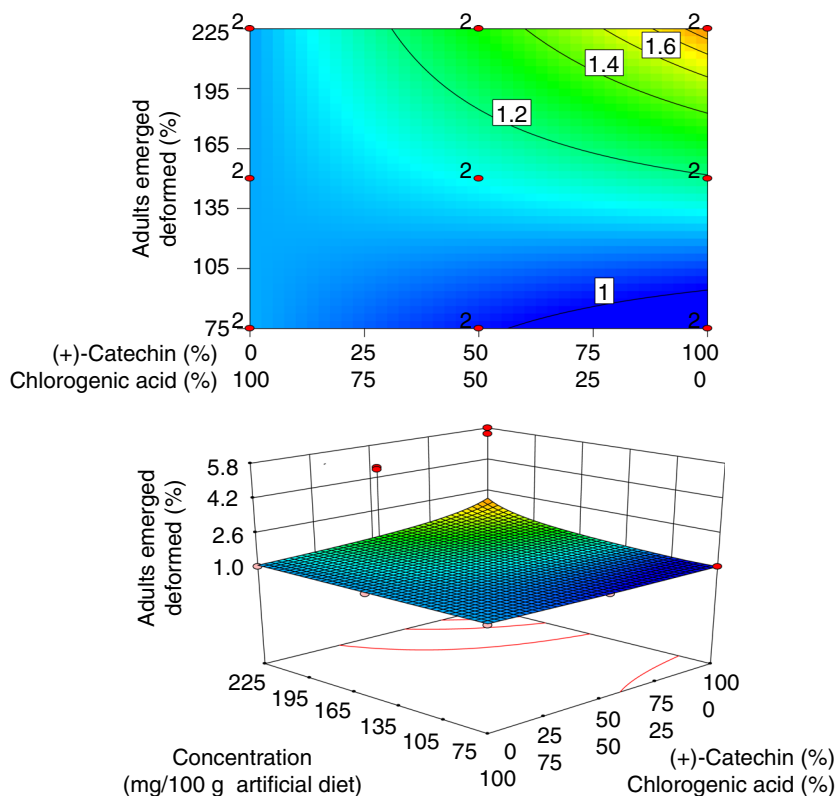 225 2 2 2
1.6
1.4
195
1.2
165
2 2 2
135
105
1
75 2 2 2
Adults emerged
deformed (%)
(+)-Catechin (%) 0 25 50 75 100
Chlorogenic acid (%) 100 75 50 25 0
5.8
4.2
2.6
1.0
Adults emerged
deformed (%)
225 195 165 135 105 75
0 25 50 75 100
100 75 50 25 0
Concentration
(mg/100 g artificial diet)
(+)-Catechin (%)
Chlorogenic acid (%)